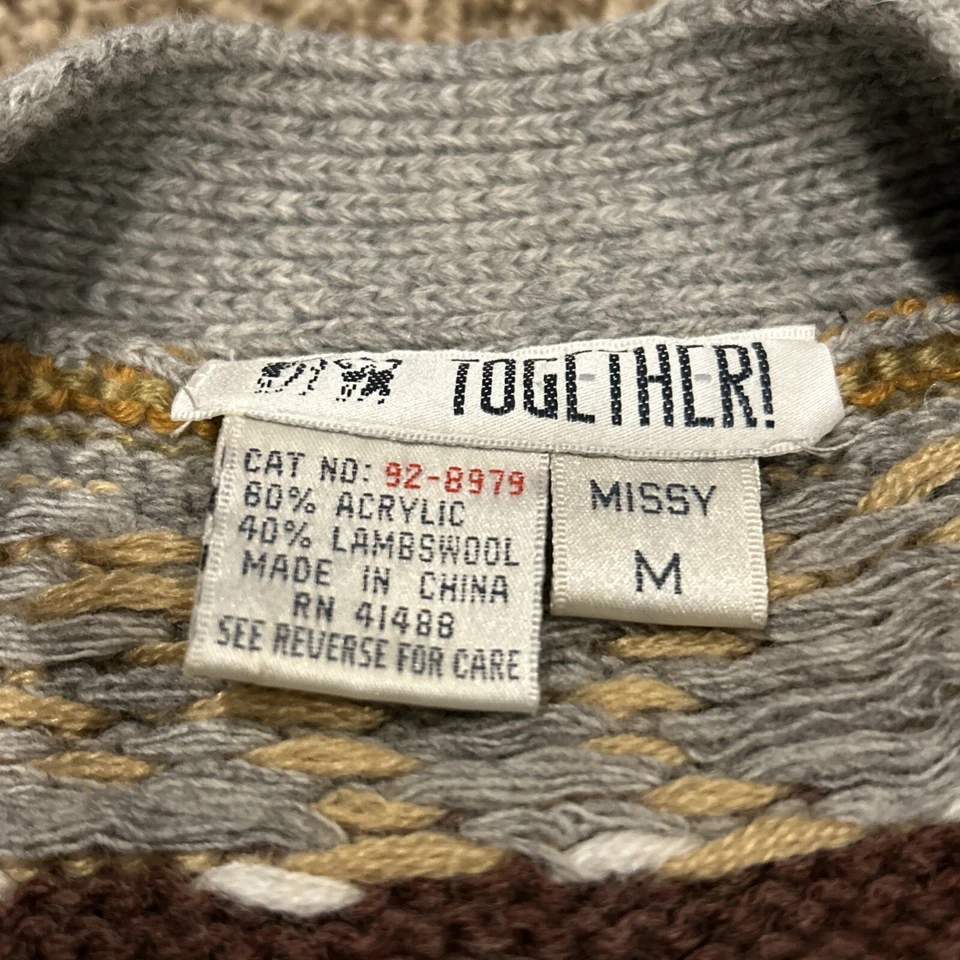 TOGETHER!
CAT NO: 92-8979
60% ACRYLIC
40% LAMBSWOOL
MADE IN CHINA
RN 41488
SEE REVERSE FOR CARE
MISSY
M